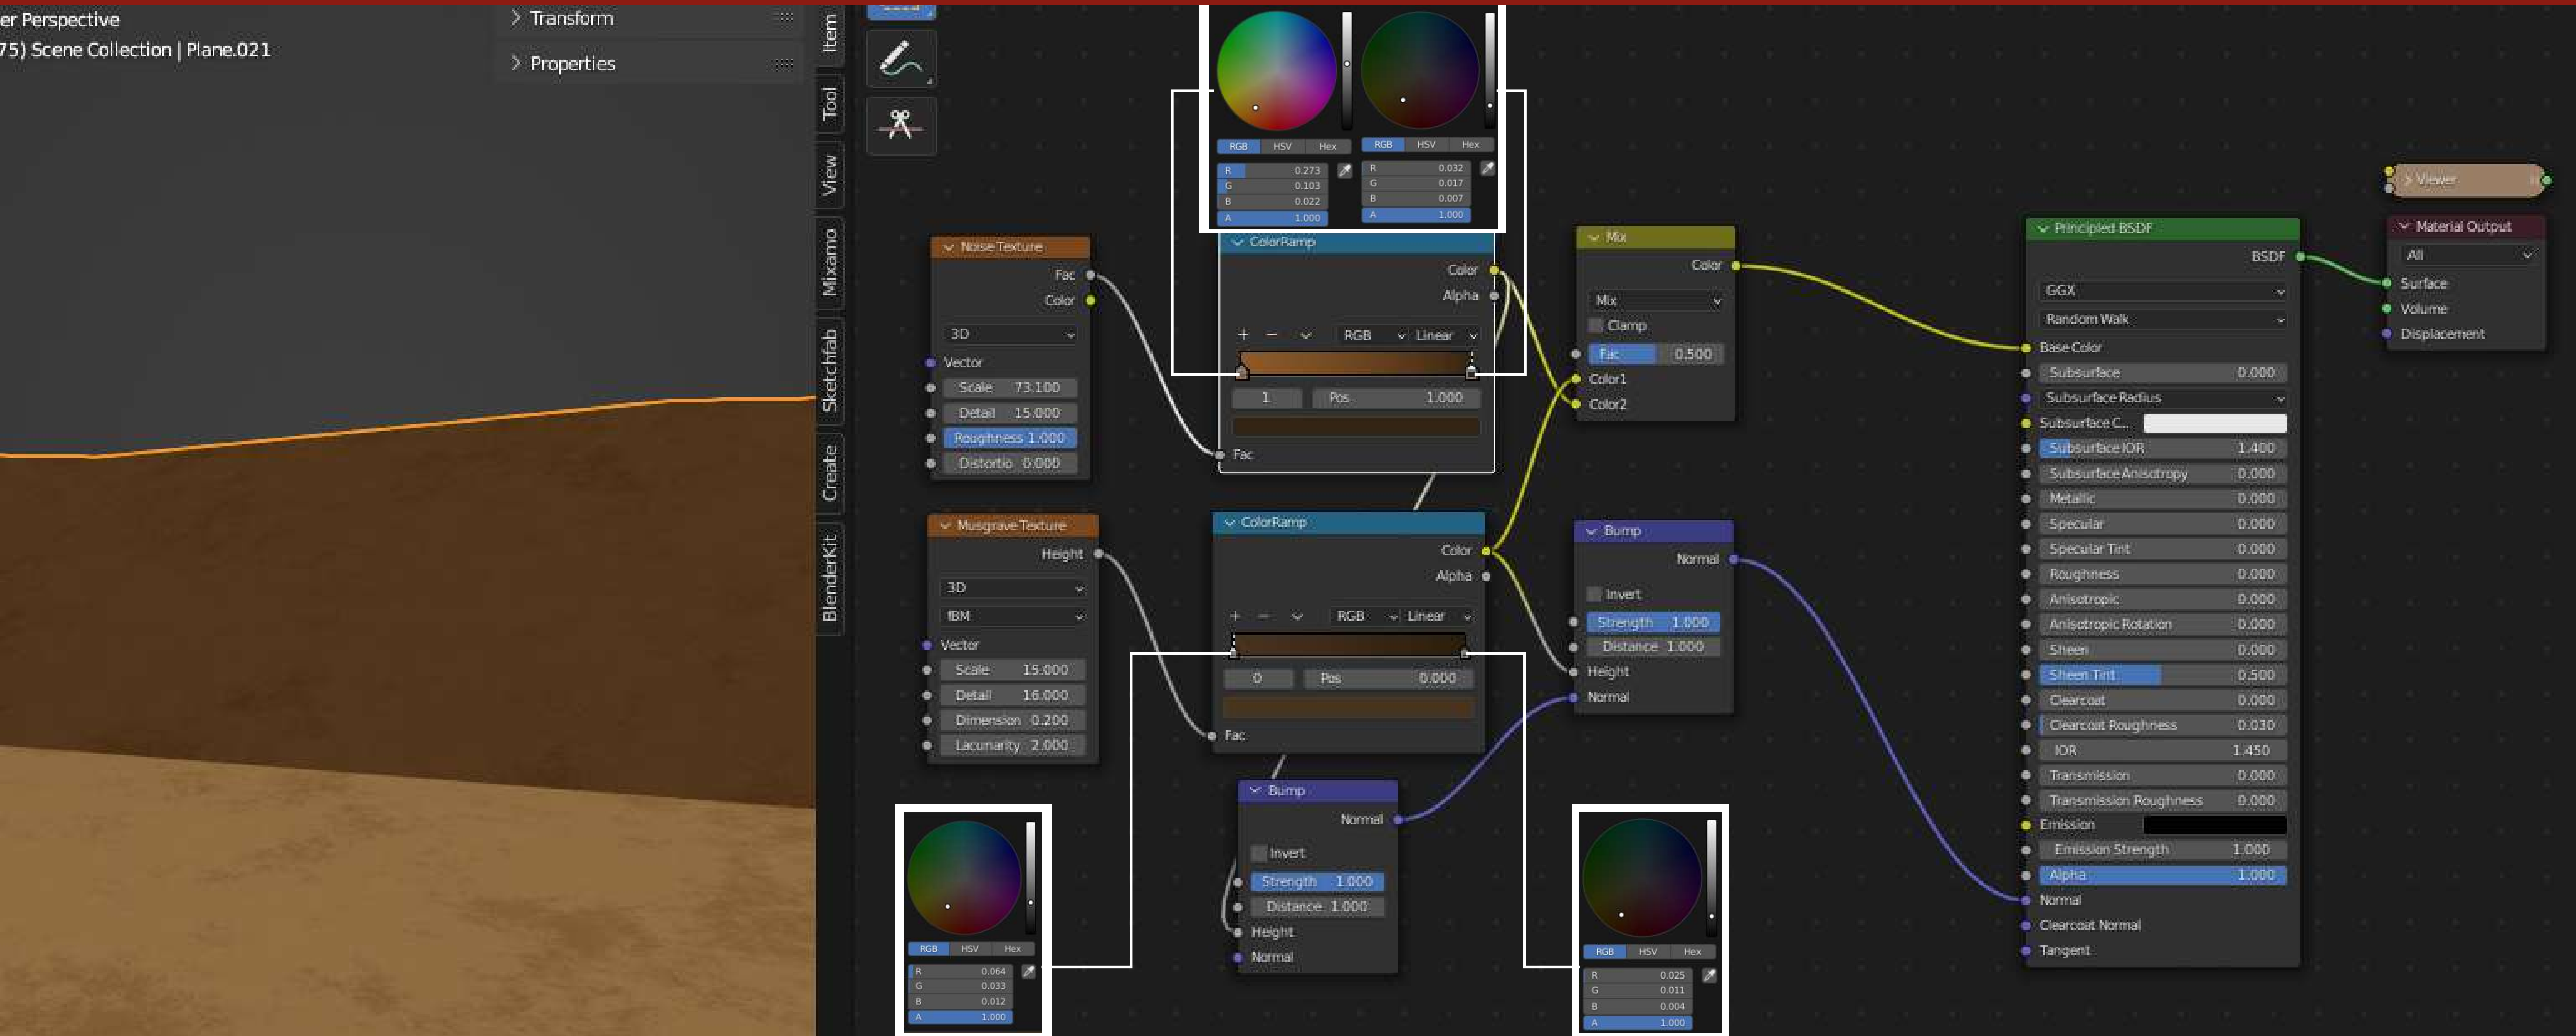 er Perspective
75) Scene Collection | Plane.021
Transform
Properties
Item
Tool
View
Mixamo
Sketchfab
Create
BlenderKit
RGB HSV Hex
R 0.273
G 0.103
B 0.022
A 1.000
RGB HSV Hex
R 0.032
G 0.017
B 0.007
A 1.000
Noise Texture
Fac
Color
3D
Vector
Scale 73.100
Detail 15.000
Roughness 1.000
Distortio 0.000
ColorRamp
Color
Alpha
RGB Linear
1 Pos 1.000
Fac
Mix
Color
Mix
Clamp
Fac 0.500
Color1
Color2
Musgrave Texture
Height
3D
fBM
Vector
Scale 15.000
Detail 16.000
Dimension 0.200
Lacunarity 2.000
ColorRamp
Color
Alpha
RGB Linear
0 Pos 0.000
Fac
Bump
Normal
Invert
Strength 1.000
Distance 1.000
Height
Normal
Bump
Normal
Invert
Strength 1.000
Distance 1.000
Height
Normal
RGB HSV Hex
R 0.064
G 0.033
B 0.012
A 1.000
RGB HSV Hex
R 0.025
G 0.011
B 0.004
A 1.000
Principled BSDF
BSDF
GGX
Random Walk
Base Color
Subsurface 0.000
Subsurface Radius
Subsurface C...
Subsurface IOR 1.400
Subsurface Anisotropy 0.000
Metallic 0.000
Specular 0.000
Specular Tint 0.000
Roughness 0.000
Anisotropic 0.000
Anisotropic Rotation 0.000
Sheen 0.000
Sheen Tint 0.500
Clearcoat 0.000
Clearcoat Roughness 0.030
IOR 1.450
Transmission 0.000
Transmission Roughness 0.000
Emission
Emission Strength 1.000
Alpha 1.000
Normal
Clearcoat Normal
Tangent
Viewer
Material Output
All
Surface
Volume
Displacement